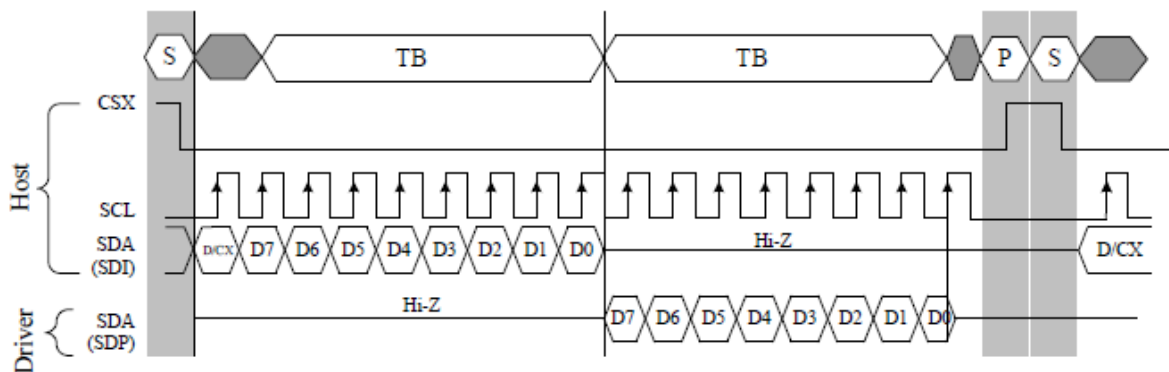 S TB TB P S
CSX
Host
SCL
SDA D/CX D7 D6 D5 D4 D3 D2 D1 D0 Hi-Z D/CX
(SDI)
Hi-Z
Driver
SDA D7 D6 D5 D4 D3 D2 D1 D0
(SDP)